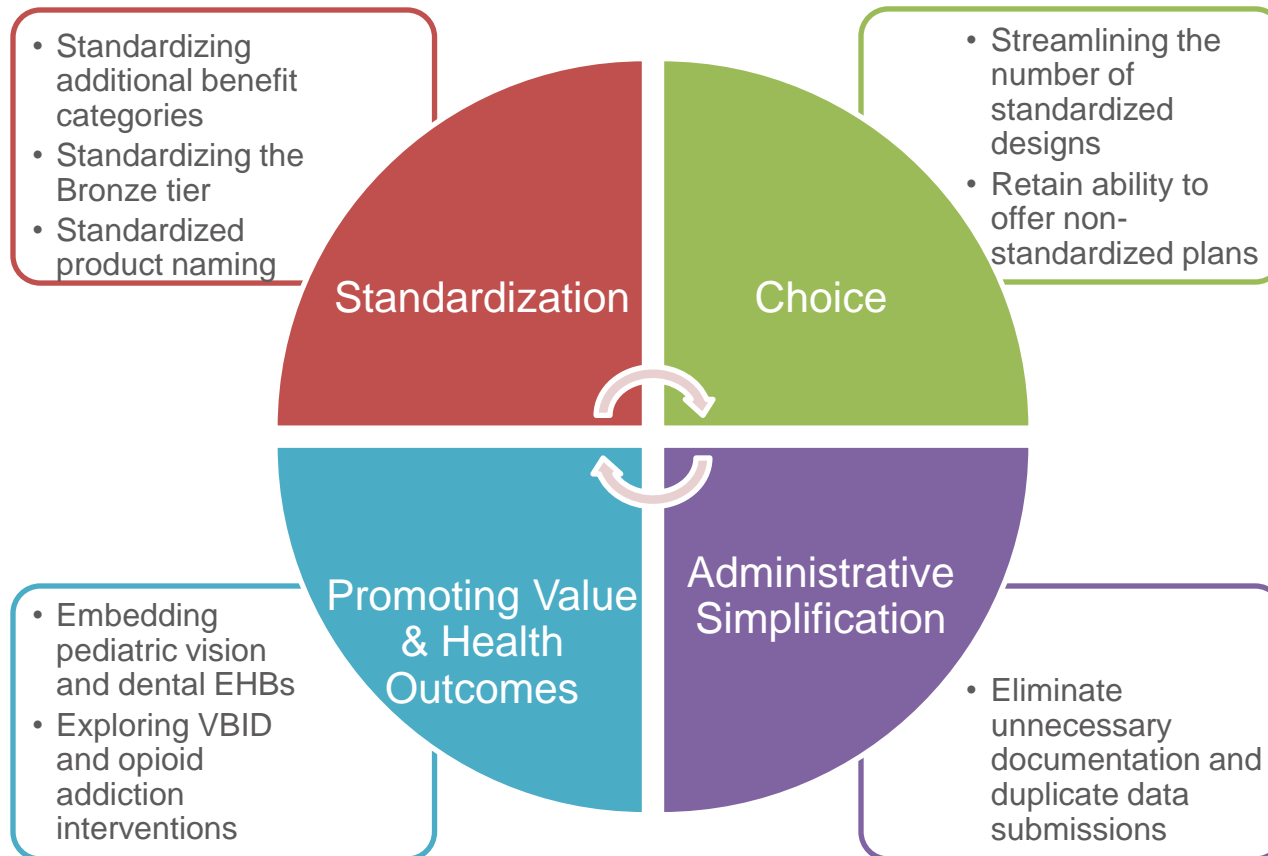 • Standardizing
additional benefit
categories
• Standardizing the
Bronze tier
• Standardized
product naming
• Streamlining the
number of
standardized
designs
• Retain ability to
offer non-
standardized plans
Standardization
Choice
Promoting Value
& Health
Outcomes
Administrative
Simplification
• Embedding
pediatric vision
and dental EHBs
• Exploring VBID
and opioid
addiction
interventions
• Eliminate
unnecessary
documentation and
duplicate data
submissions